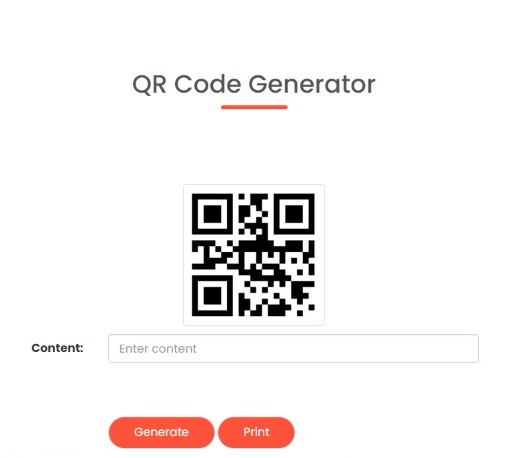 QR Code Generator
Content: Enter content
Generate Print